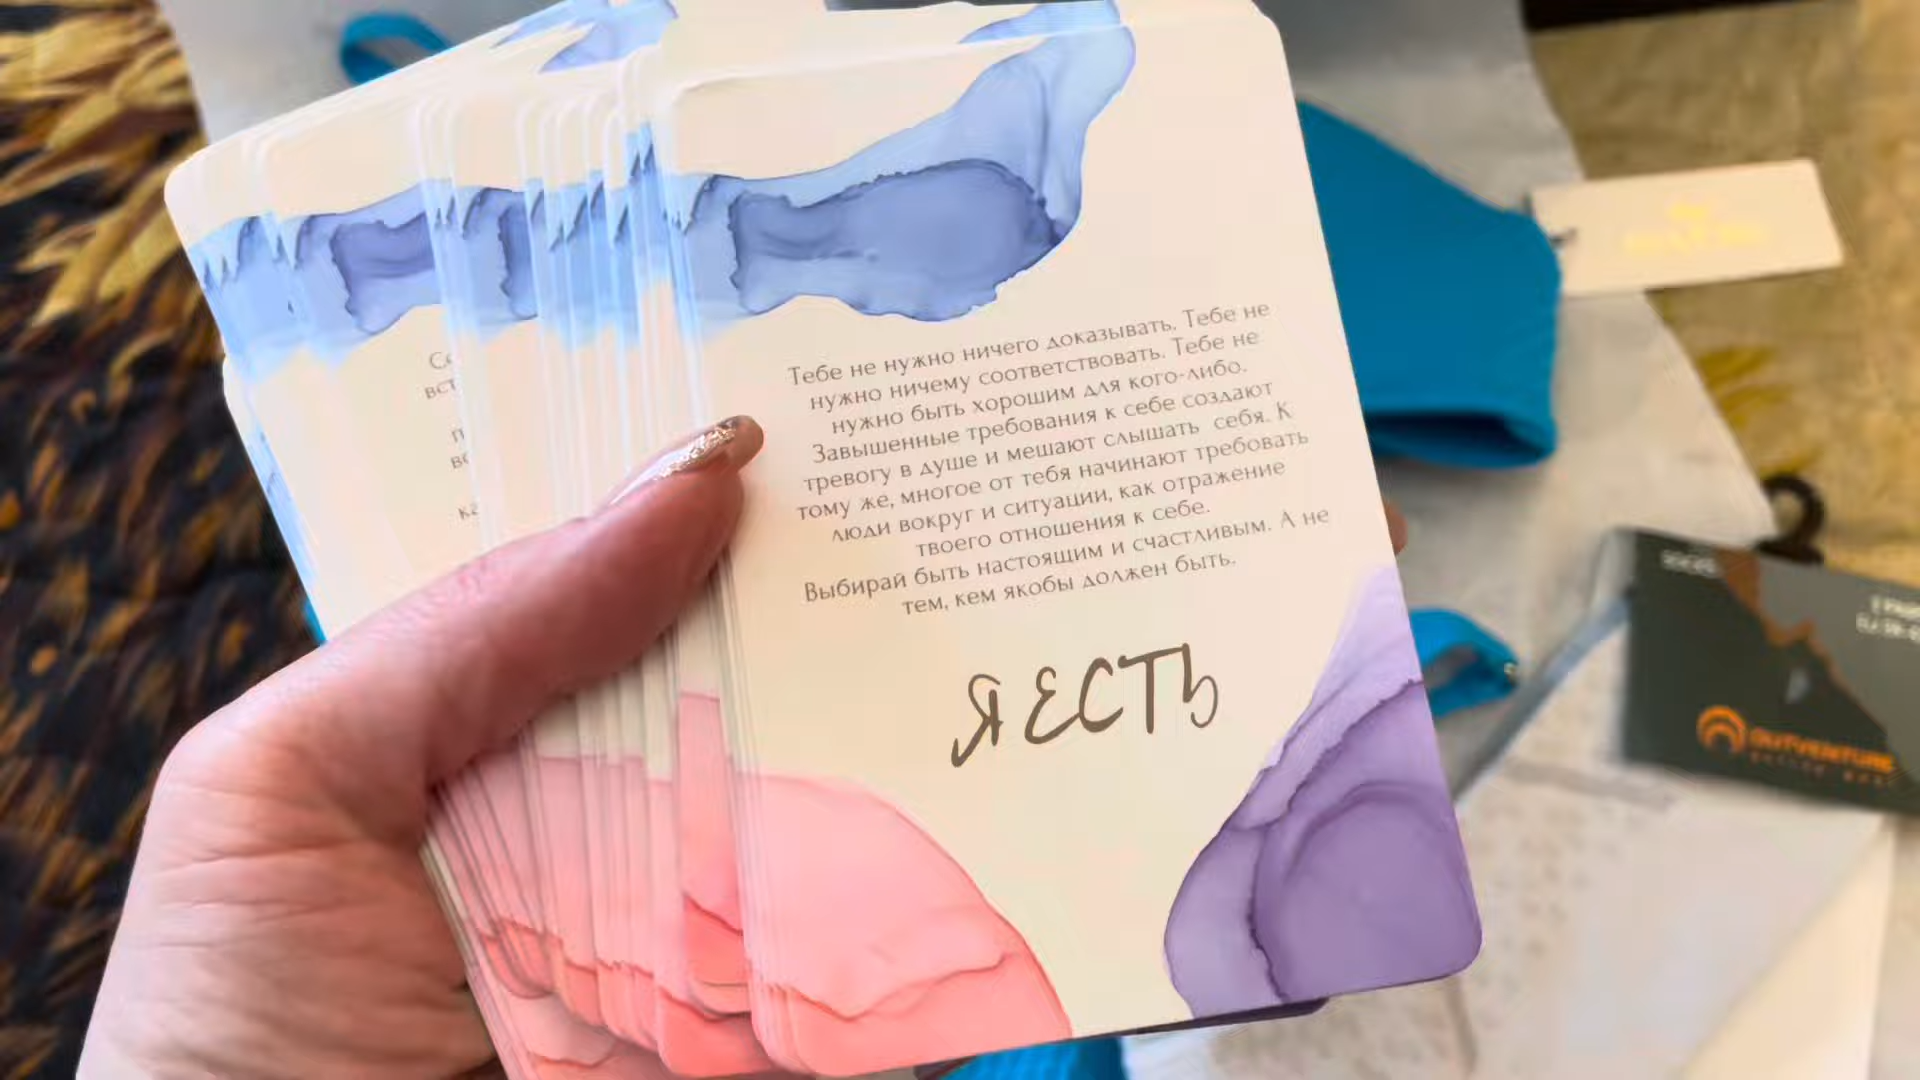 Тебе не нужно ничего доказывать. Тебе не
нужно ничему соответствовать. Тебе не
нужно быть хорошим для кого-либо.
Завышенные требования к себе создают
тревогу в душе и мешают слышать себя. К
тому же, многое от тебя начинают требовать
люди вокруг и ситуации, как отражение
твоего отношения к себе.
Выбирай быть настоящим и счастливым. А не
тем, кем якобы должен быть.
Я ЕСТЬ
OUTVENTURE